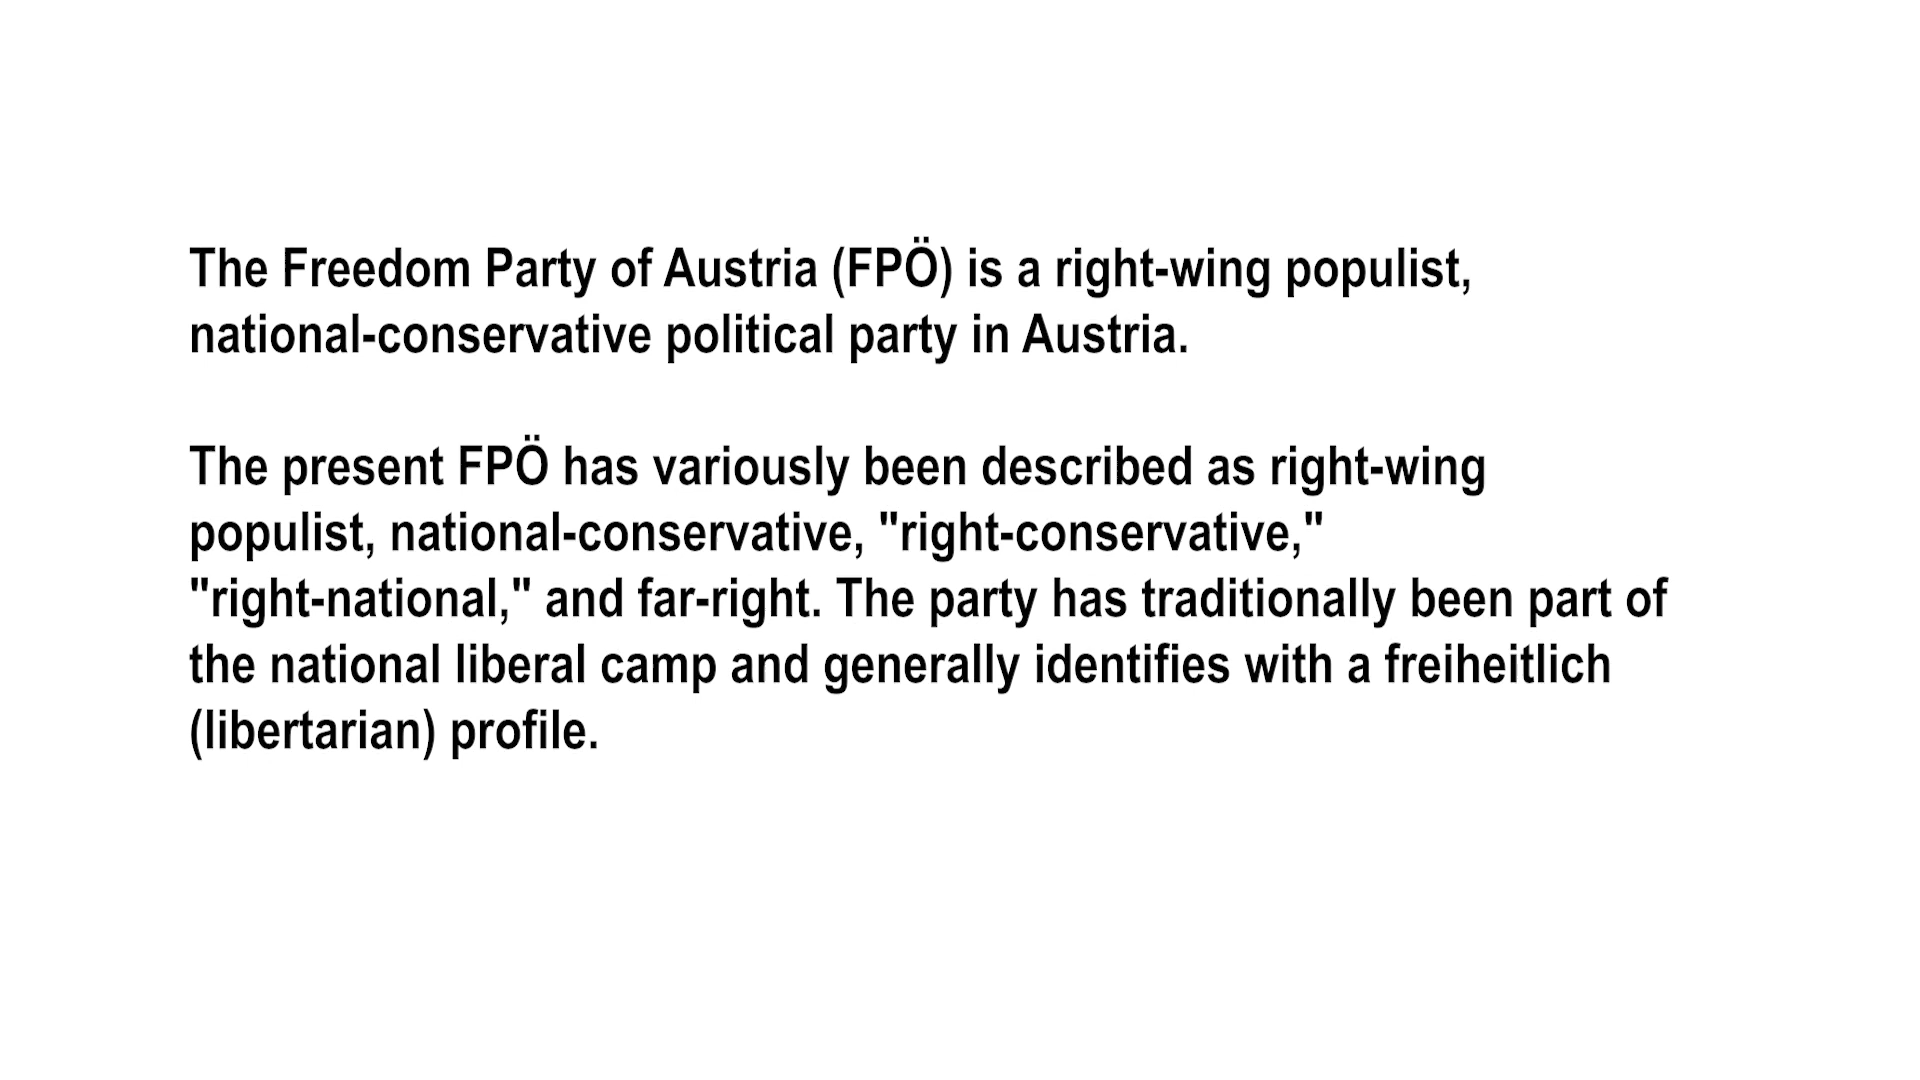 The Freedom Party of Austria (FPÖ) is a right-wing populist,
national-conservative political party in Austria.
The present FPÖ has variously been described as right-wing
populist, national-conservative, "right-conservative,"
"right-national," and far-right. The party has traditionally been part of
the national liberal camp and generally identifies with a freiheitlich
(libertarian) profile.